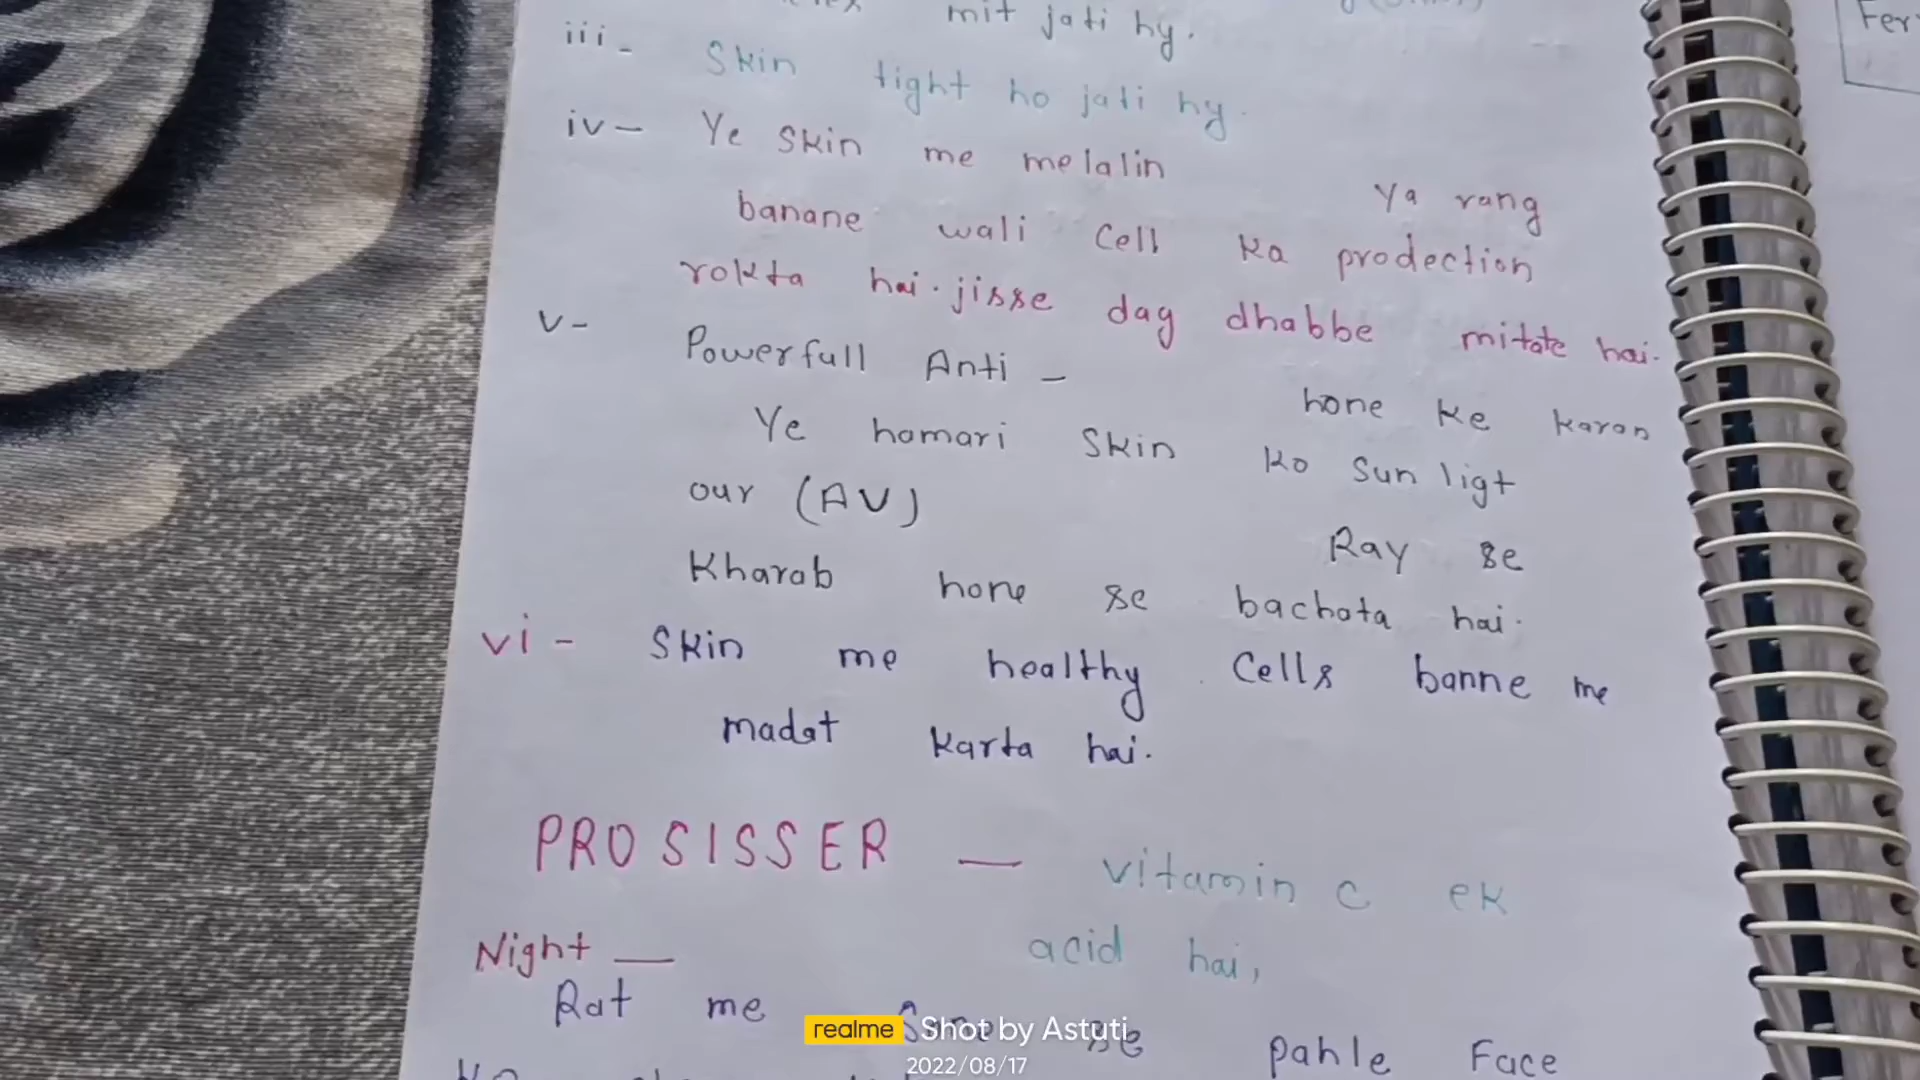 mit jati hy.
iii- Skin tight ho jati hy.
iv- Ye skin me melalin ya rang
banane wali cell ka prodection
rokta hai. jisse dag dhabbe mitate hai.
v- Powerfull Anti - hone ke karan
Ye hamari skin ko sun ligt
our (AV) Ray se
kharab hone se bachata hai.
vi- Skin me healthy cells banne me
madat karta hai.
PROSISSER — vitamin c ek
acid hai,
Night —
Rat me Sone se pahle Face
Fer
realme Shot by Astuti
2022/08/17